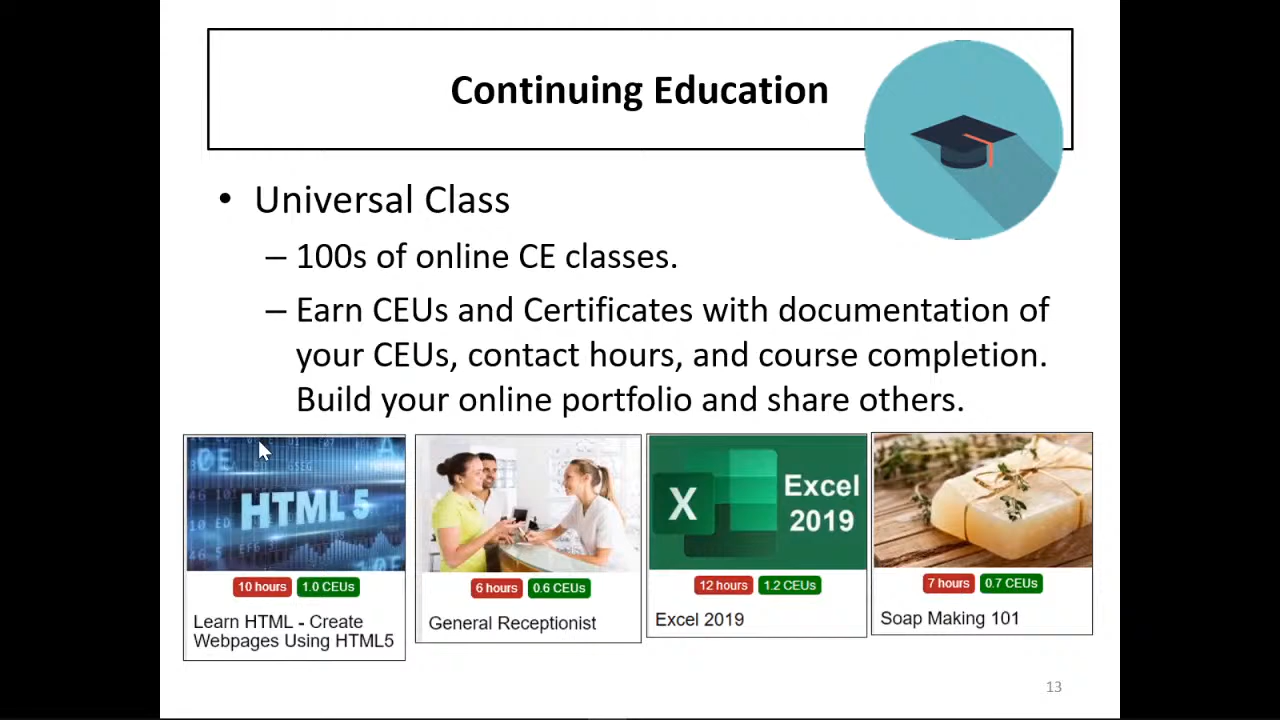 Continuing Education
• Universal Class
– 100s of online CE classes.
– Earn CEUs and Certificates with documentation of
your CEUs, contact hours, and course completion.
Build your online portfolio and share others.
HTML 5
Excel
2019
X
10 hours 1.0 CEUs
Learn HTML - Create
Webpages Using HTML5
6 hours 0.6 CEUs
General Receptionist
12 hours 1.2 CEUs
Excel 2019
7 hours 0.7 CEUs
Soap Making 101
13